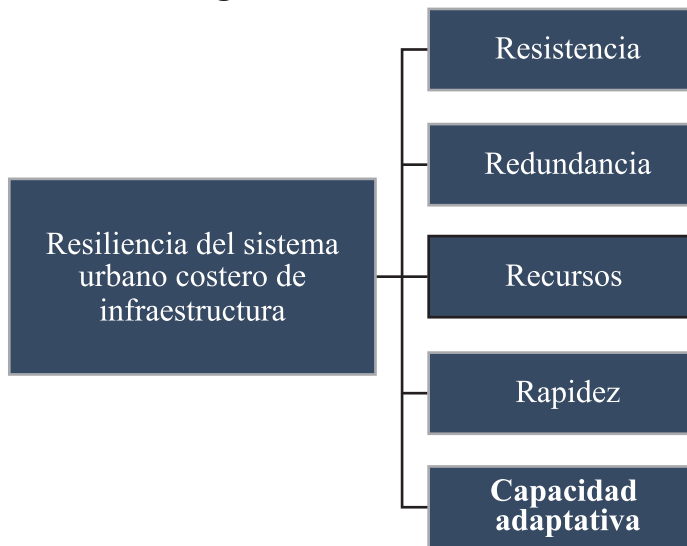 Resiliencia del sistema
urbano costero de
infraestructura
Resistencia
Redundancia
Recursos
Rapidez
Capacidad
adaptativa